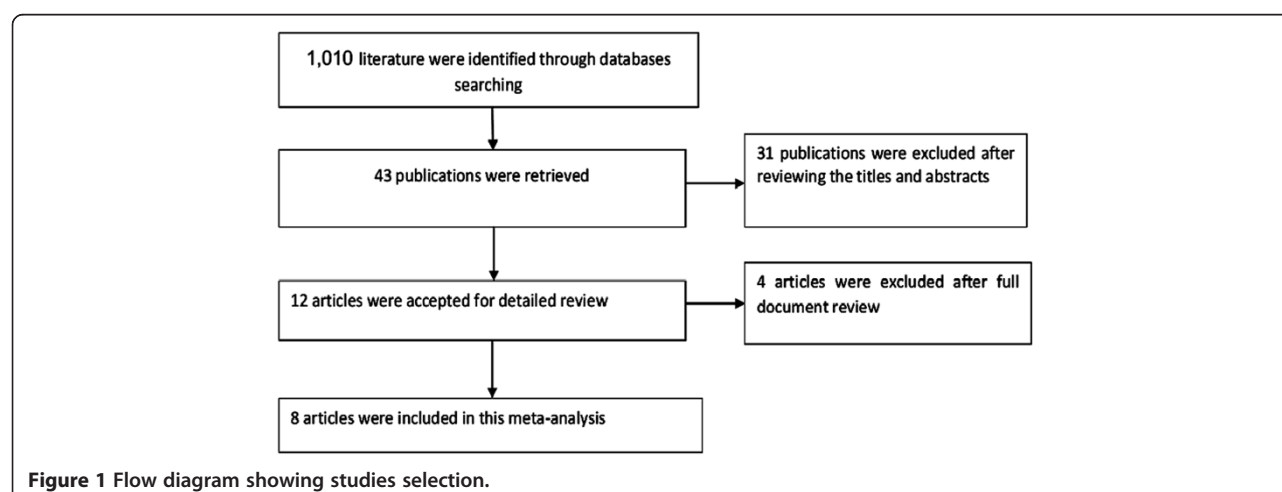 1,010 literature were identified through databases
searching
43 publications were retrieved
31 publications were excluded after
reviewing the titles and abstracts
12 articles were accepted for detailed review
4 articles were excluded after full
document review
8 articles were included in this meta-analysis
Figure 1 Flow diagram showing studies selection.